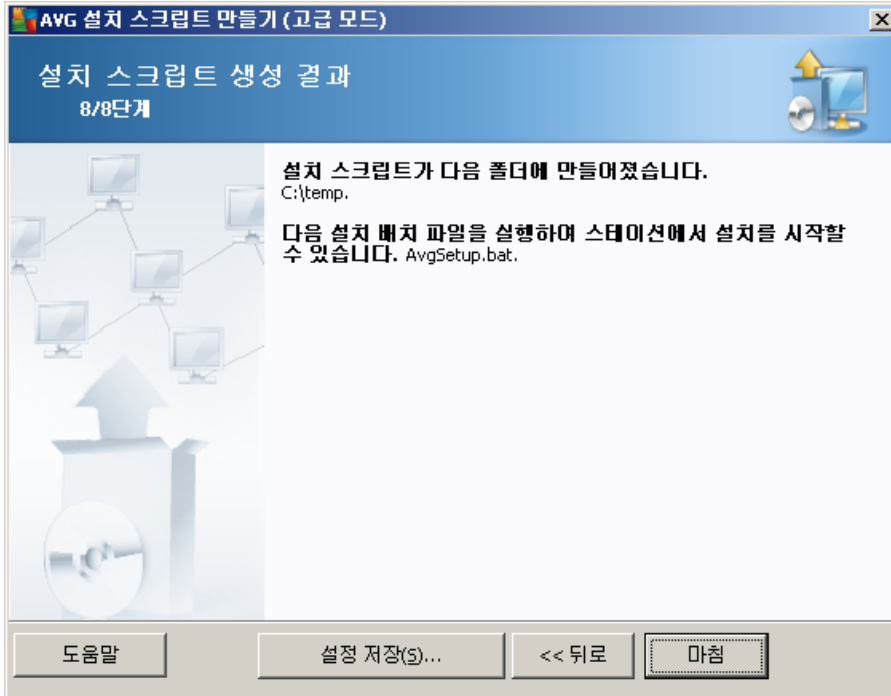 AVG 설치 스크립트 만들기 (고급 모드)
설치 스크립트 생성 결과
8/8단계
설치 스크립트가 다음 폴더에 만들어졌습니다.
C:\temp.
다음 설치 배치 파일을 실행하여 스테이션에서 설치를 시작할
수 있습니다. AvgSetup.bat.
도움말
설정 저장(S)...
<< 뒤로
마침